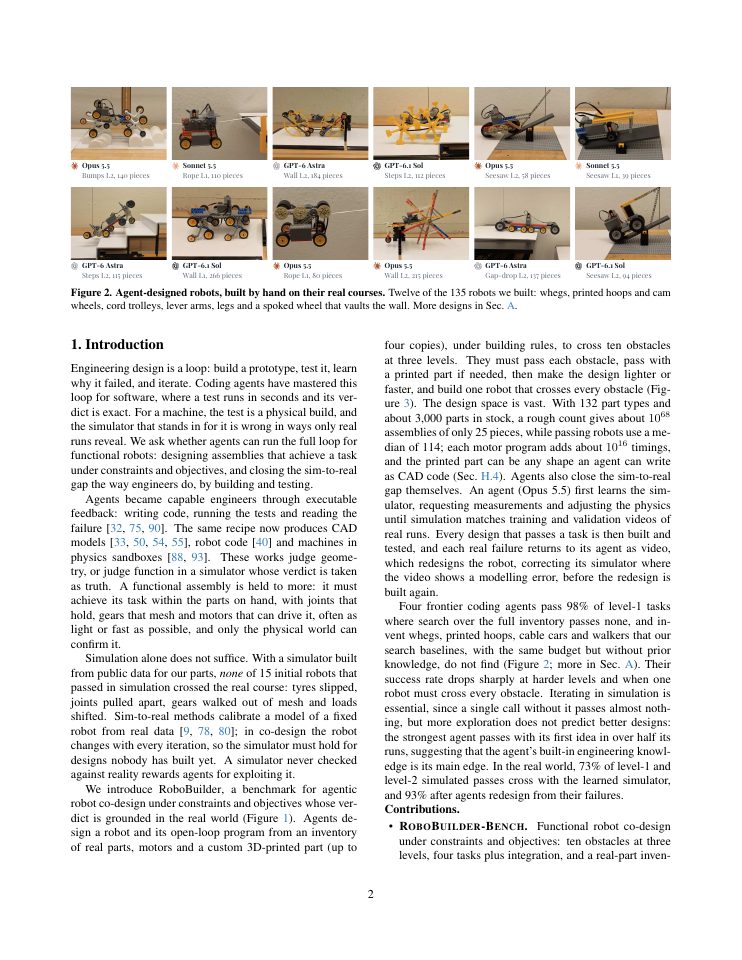 Opus 5.5
Bumps L2, 140 pieces
Sonnet 5.5
Rope L1, 110 pieces
GPT-6 Astra
Wall L2, 184 pieces
GPT-6.1 Sol
Steps L2, 112 pieces
Opus 5.5
Seesaw L2, 58 pieces
Sonnet 5.5
Seesaw L1, 39 pieces
GPT-6 Astra
Steps L2, 115 pieces
GPT-6.1 Sol
Wall L1, 266 pieces
Opus 5.5
Rope L1, 80 pieces
Opus 5.5
Wall L2, 215 pieces
GPT-6 Astra
Gap-drop L2, 137 pieces
GPT-6.1 Sol
Seesaw L2, 94 pieces
Figure 2. Agent-designed robots, built by hand on their real courses. Twelve of the 135 robots we built: whegs, printed hoops and cam
wheels, cord trolleys, lever arms, legs and a spoked wheel that vaults the wall. More designs in Sec. A.
1. Introduction
Engineering design is a loop: build a prototype, test it, learn
why it failed, and iterate. Coding agents have mastered this
loop for software, where a test runs in seconds and its ver-
dict is exact. For a machine, the test is a physical build, and
the simulator that stands in for it is wrong in ways only real
runs reveal. We ask whether agents can run the full loop for
functional robots: designing assemblies that achieve a task
under constraints and objectives, and closing the sim-to-real
gap the way engineers do, by building and testing.
Agents became capable engineers through executable
feedback: writing code, running the tests and reading the
failure [32, 75, 90]. The same recipe now produces CAD
models [33, 50, 54, 55], robot code [40] and machines in
physics sandboxes [88, 93]. These works judge geome-
try, or judge function in a simulator whose verdict is taken
as truth. A functional assembly is held to more: it must
achieve its task within the parts on hand, with joints that
hold, gears that mesh and motors that can drive it, often as
light or fast as possible, and only the physical world can
confirm it.
Simulation alone does not suffice. With a simulator built
from public data for our parts, none of 15 initial robots that
passed in simulation crossed the real course: tyres slipped,
joints pulled apart, gears walked out of mesh and loads
shifted. Sim-to-real methods calibrate a model of a fixed
robot from real data [9, 78, 80]; in co-design the robot
changes with every iteration, so the simulator must hold for
designs nobody has built yet. A simulator never checked
against reality rewards agents for exploiting it.
We introduce RoboBuilder, a benchmark for agentic
robot co-design under constraints and objectives whose ver-
dict is grounded in the real world (Figure 1). Agents de-
sign a robot and its open-loop program from an inventory
of real parts, motors and a custom 3D-printed part (up to
four copies), under building rules, to cross ten obstacles
at three levels. They must pass each obstacle, pass with
a printed part if needed, then make the design lighter or
faster, and build one robot that crosses every obstacle (Fig-
ure 3). The design space is vast. With 132 part types and
about 3,000 parts in stock, a rough count gives about 10^68
assemblies of only 25 pieces, while passing robots use a me-
dian of 114; each motor program adds about 10^16 timings,
and the printed part can be any shape an agent can write
as CAD code (Sec. H.4). Agents also close the sim-to-real
gap themselves. An agent (Opus 5.5) first learns the sim-
ulator, requesting measurements and adjusting the physics
until simulation matches training and validation videos of
real runs. Every design that passes a task is then built and
tested, and each real failure returns to its agent as video,
which redesigns the robot, correcting its simulator where
the video shows a modelling error, before the redesign is
built again.
Four frontier coding agents pass 98% of level-1 tasks
where search over the full inventory passes none, and in-
vent whegs, printed hoops, cable cars and walkers that our
search baselines, with the same budget but without prior
knowledge, do not find (Figure 2; more in Sec. A). Their
success rate drops sharply at harder levels and when one
robot must cross every obstacle. Iterating in simulation is
essential, since a single call without it passes almost noth-
ing, but more exploration does not predict better designs:
the strongest agent passes with its first idea in over half its
runs, suggesting that the agent's built-in engineering knowl-
edge is its main edge. In the real world, 73% of level-1 and
level-2 simulated passes cross with the learned simulator,
and 93% after agents redesign from their failures.
Contributions.
• ROBOBUILDER-BENCH. Functional robot co-design
under constraints and objectives: ten obstacles at three
levels, four tasks plus integration, and a real-part inven-
2